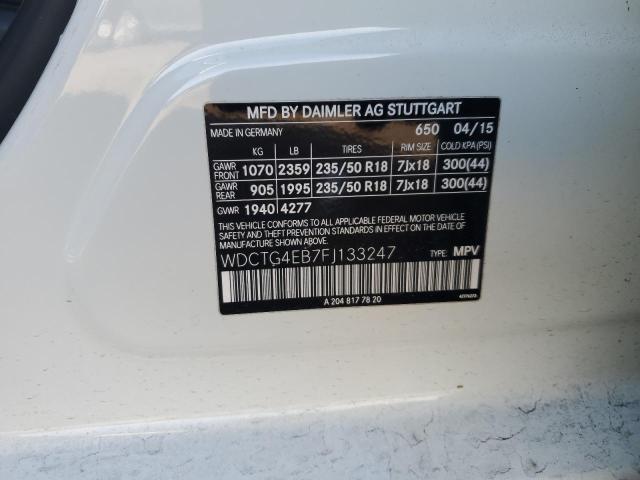 MFD BY DAIMLER AG STUTTGART
MADE IN GERMANY 650 04/15
KG LB TIRES RIM SIZE COLD KPA(PSI)
GAWR FRONT 1070 2359 235/50 R18 7Jx18 300(44)
GAWR REAR 905 1995 235/50 R18 7Jx18 300(44)
GVWR 1940 4277
THIS VEHICLE CONFORMS TO ALL APPLICABLE FEDERAL MOTOR VEHICLE
SAFETY AND THEFT PREVENTION STANDARDS IN EFFECT ON THE DATE OF
MANUFACTURE SHOWN ABOVE.
WDCTG4EB7FJ133247 TYPE: MPV
A 204 817 78 20